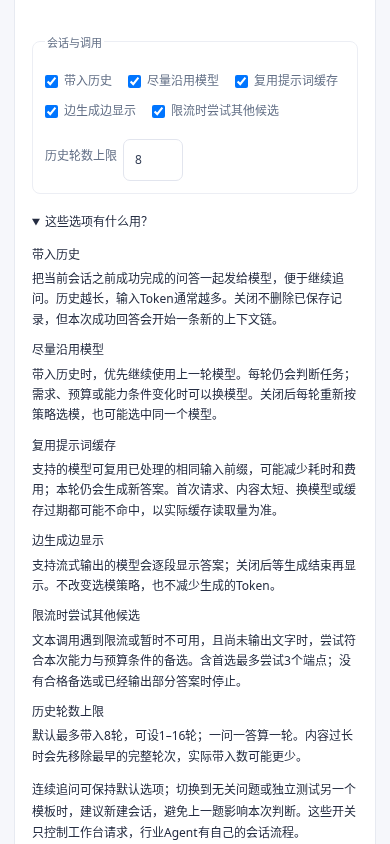 会话与调用
带入历史 尽量沿用模型 复用提示词缓存
边生成边显示 限流时尝试其他候选
历史轮数上限 8
▼ 这些选项有什么用?
带入历史
把当前会话之前成功完成的问答一起发给模型，便于继续追
问。历史越长，输入Token通常越多。关闭不删除已保存记
录，但本次成功回答会开始一条新的上下文链。
尽量沿用模型
带入历史时，优先继续使用上一轮模型。每轮仍会判断任务；
需求、预算或能力条件变化时可以换模型。关闭后每轮重新按
策略选模，也可能选中同一个模型。
复用提示词缓存
支持的模型可复用已处理的相同输入前缀，可能减少耗时和费
用；本轮仍会生成新答案。首次请求、内容太短、换模型或缓
存过期都可能不命中，以实际缓存读取量为准。
边生成边显示
支持流式输出的模型会逐段显示答案；关闭后等生成结束再显
示。不改变选模策略，也不减少生成的Token。
限流时尝试其他候选
文本调用遇到限流或暂时不可用，且尚未输出文字时，尝试符
合本次能力与预算条件的备选。含首选最多尝试3个端点；没
有合格备选或已经输出部分答案时停止。
历史轮数上限
默认最多带入8轮，可设1–16轮；一问一答算一轮。内容过长
时会先移除最早的完整轮次，实际带入数可能更少。
连续追问可保持默认选项；切换到无关问题或独立测试另一个
模板时，建议新建会话，避免上一题影响本次判断。这些开关
只控制工作台请求，行业Agent有自己的会话流程。